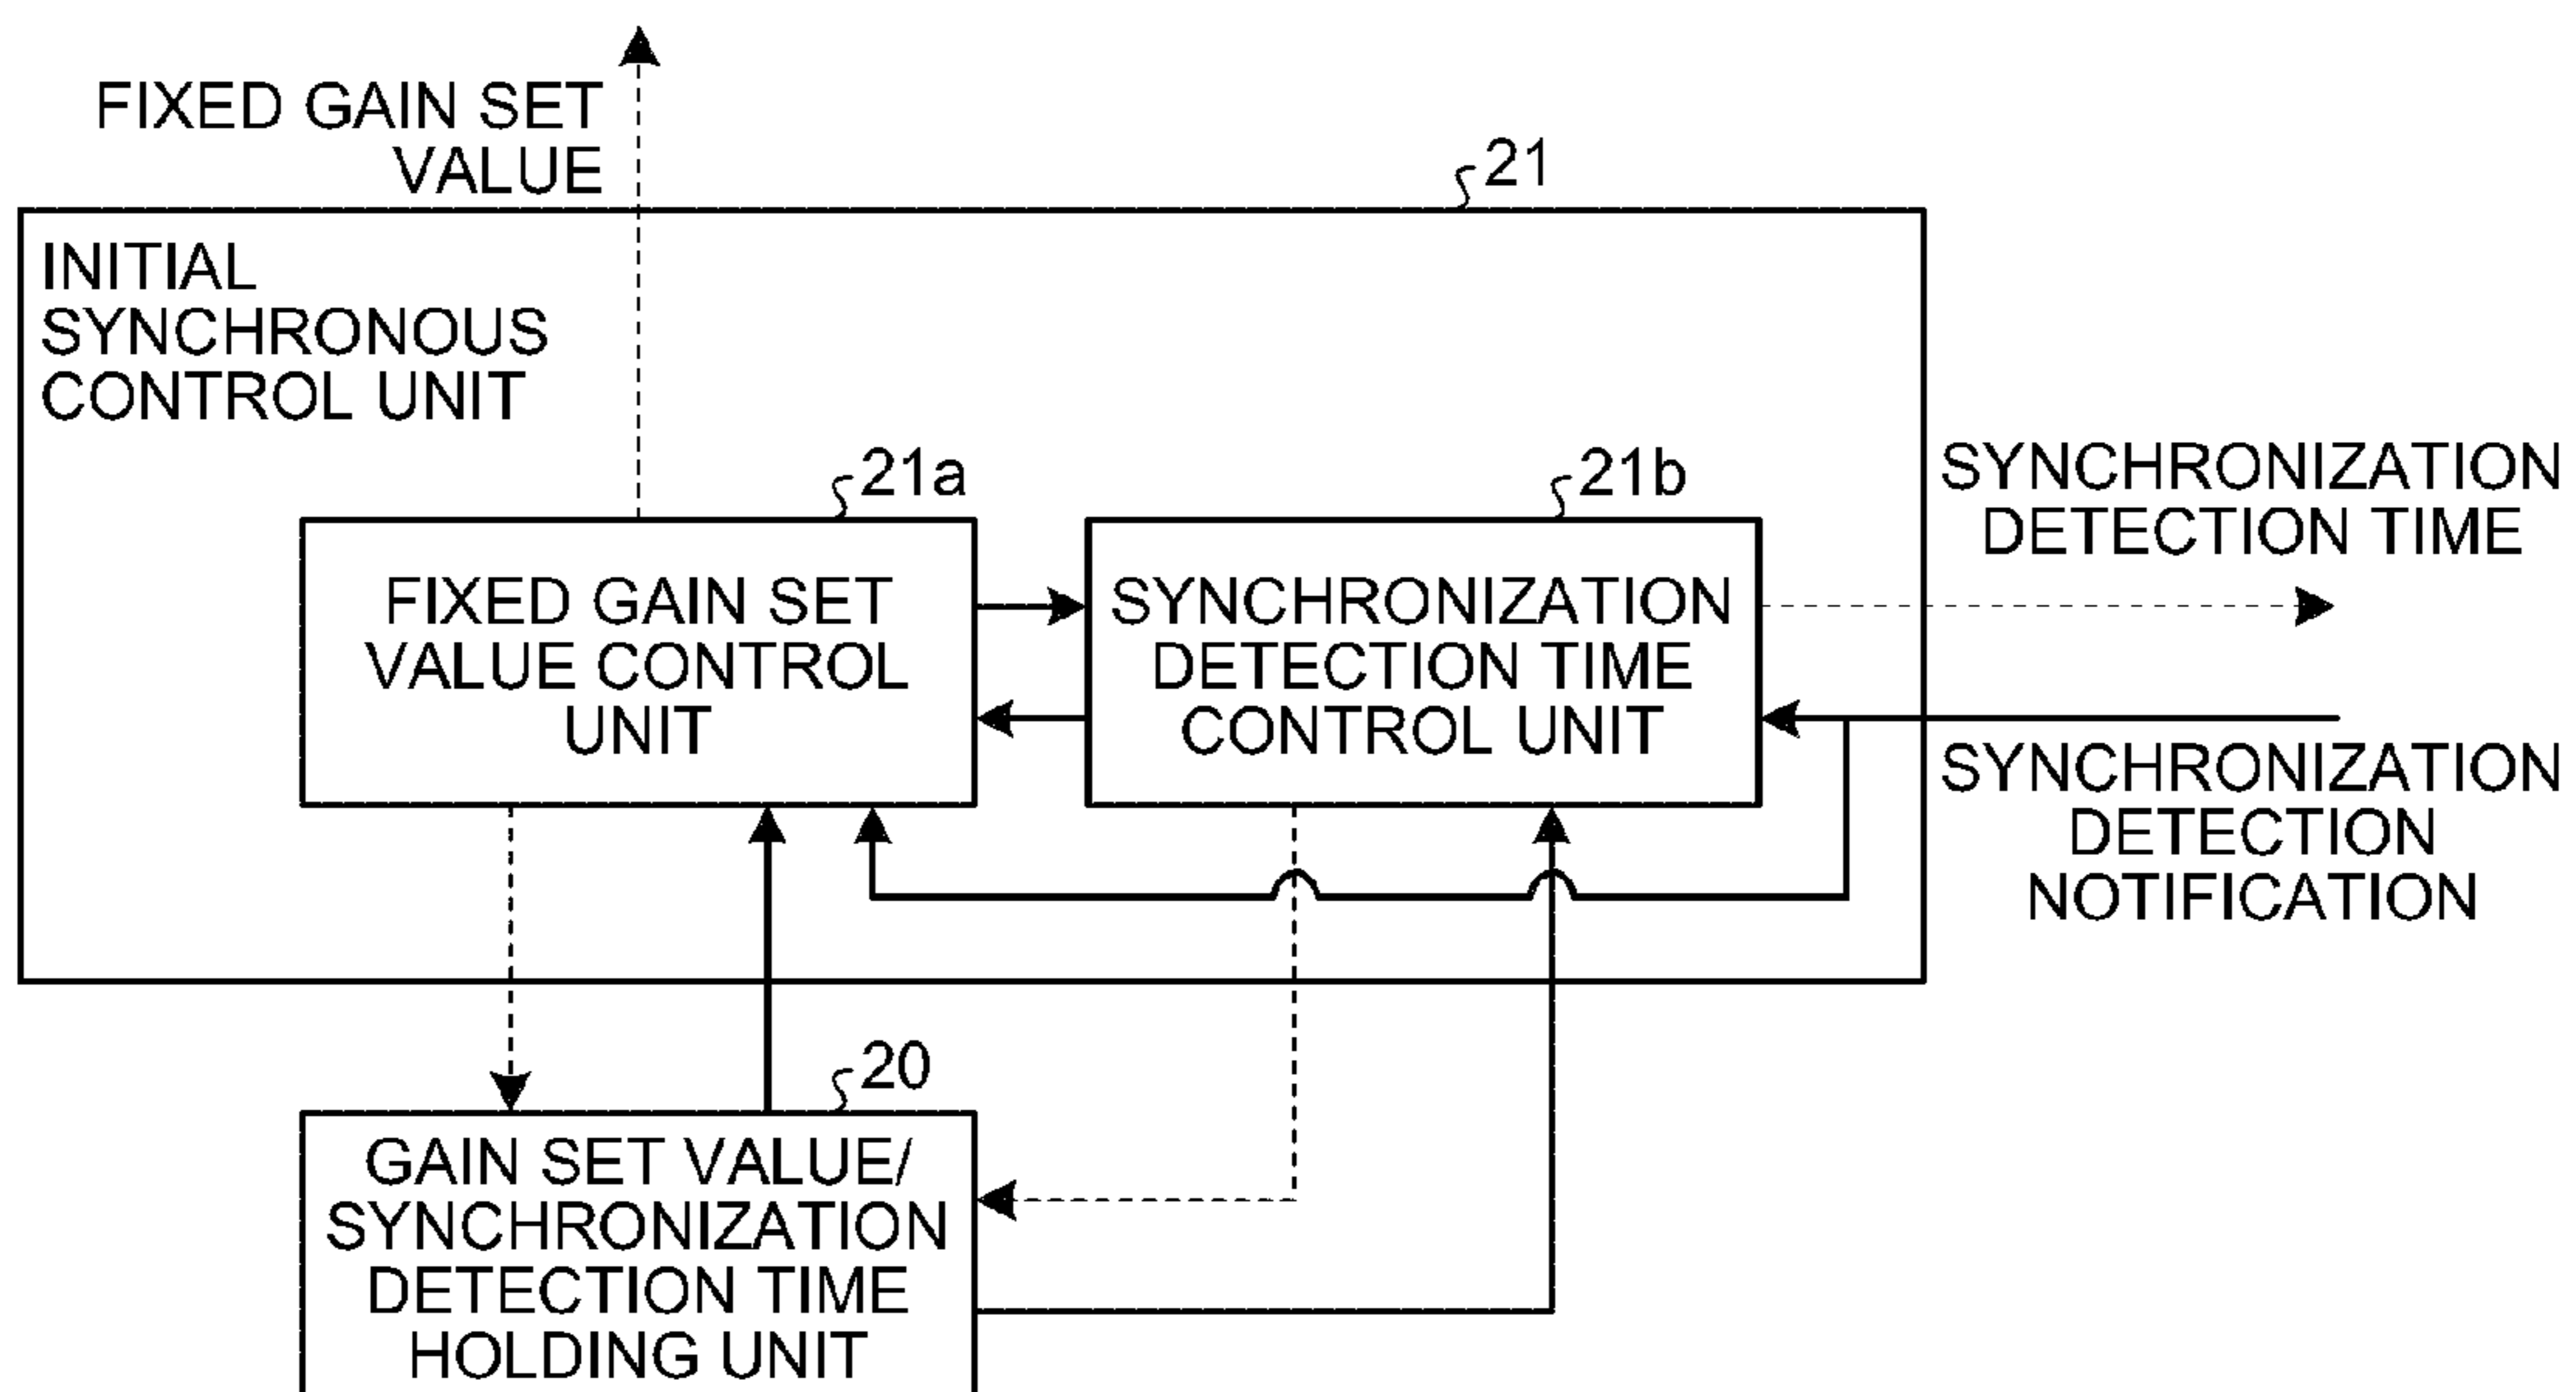 FIXED GAIN SET
VALUE
21
INITIAL
SYNCHRONOUS
CONTROL UNIT
21a
21b
SYNCHRONIZATION
DETECTION TIME
FIXED GAIN SET
VALUE CONTROL
UNIT
SYNCHRONIZATION
DETECTION TIME
CONTROL UNIT
SYNCHRONIZATION
DETECTION
NOTIFICATION
20
GAIN SET VALUE/
SYNCHRONIZATION
DETECTION TIME
HOLDING UNIT